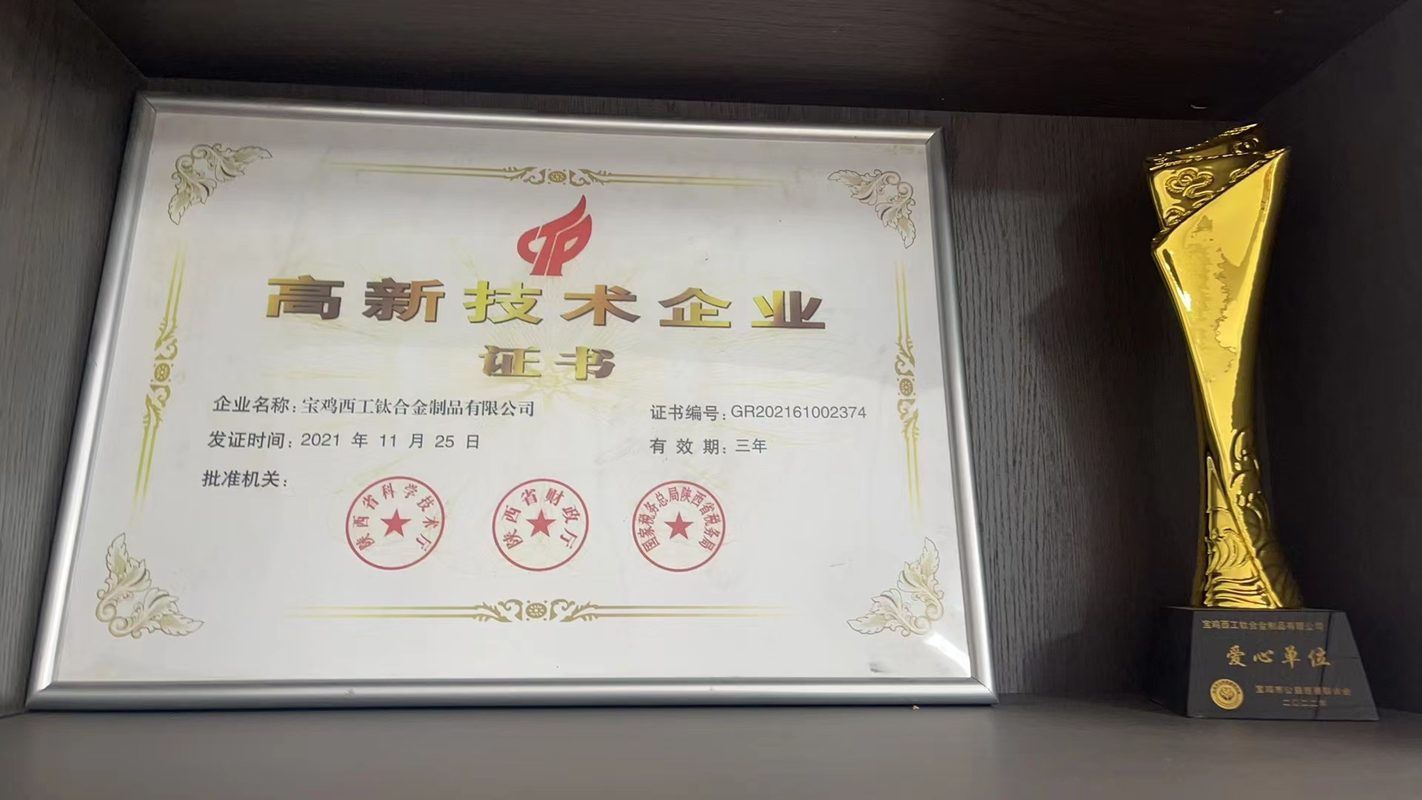 高新技术企业
证书
企业名称：宝鸡西工钛合金制品有限公司
证书编号：GR202161002374
发证时间：2021 年 11 月 25 日
有 效 期：三年
批准机关：
陕西省科学技术厅
陕西省财政厅
国家税务总局陕西省税务局
宝鸡西工钛合金制品有限公司
爱心单位